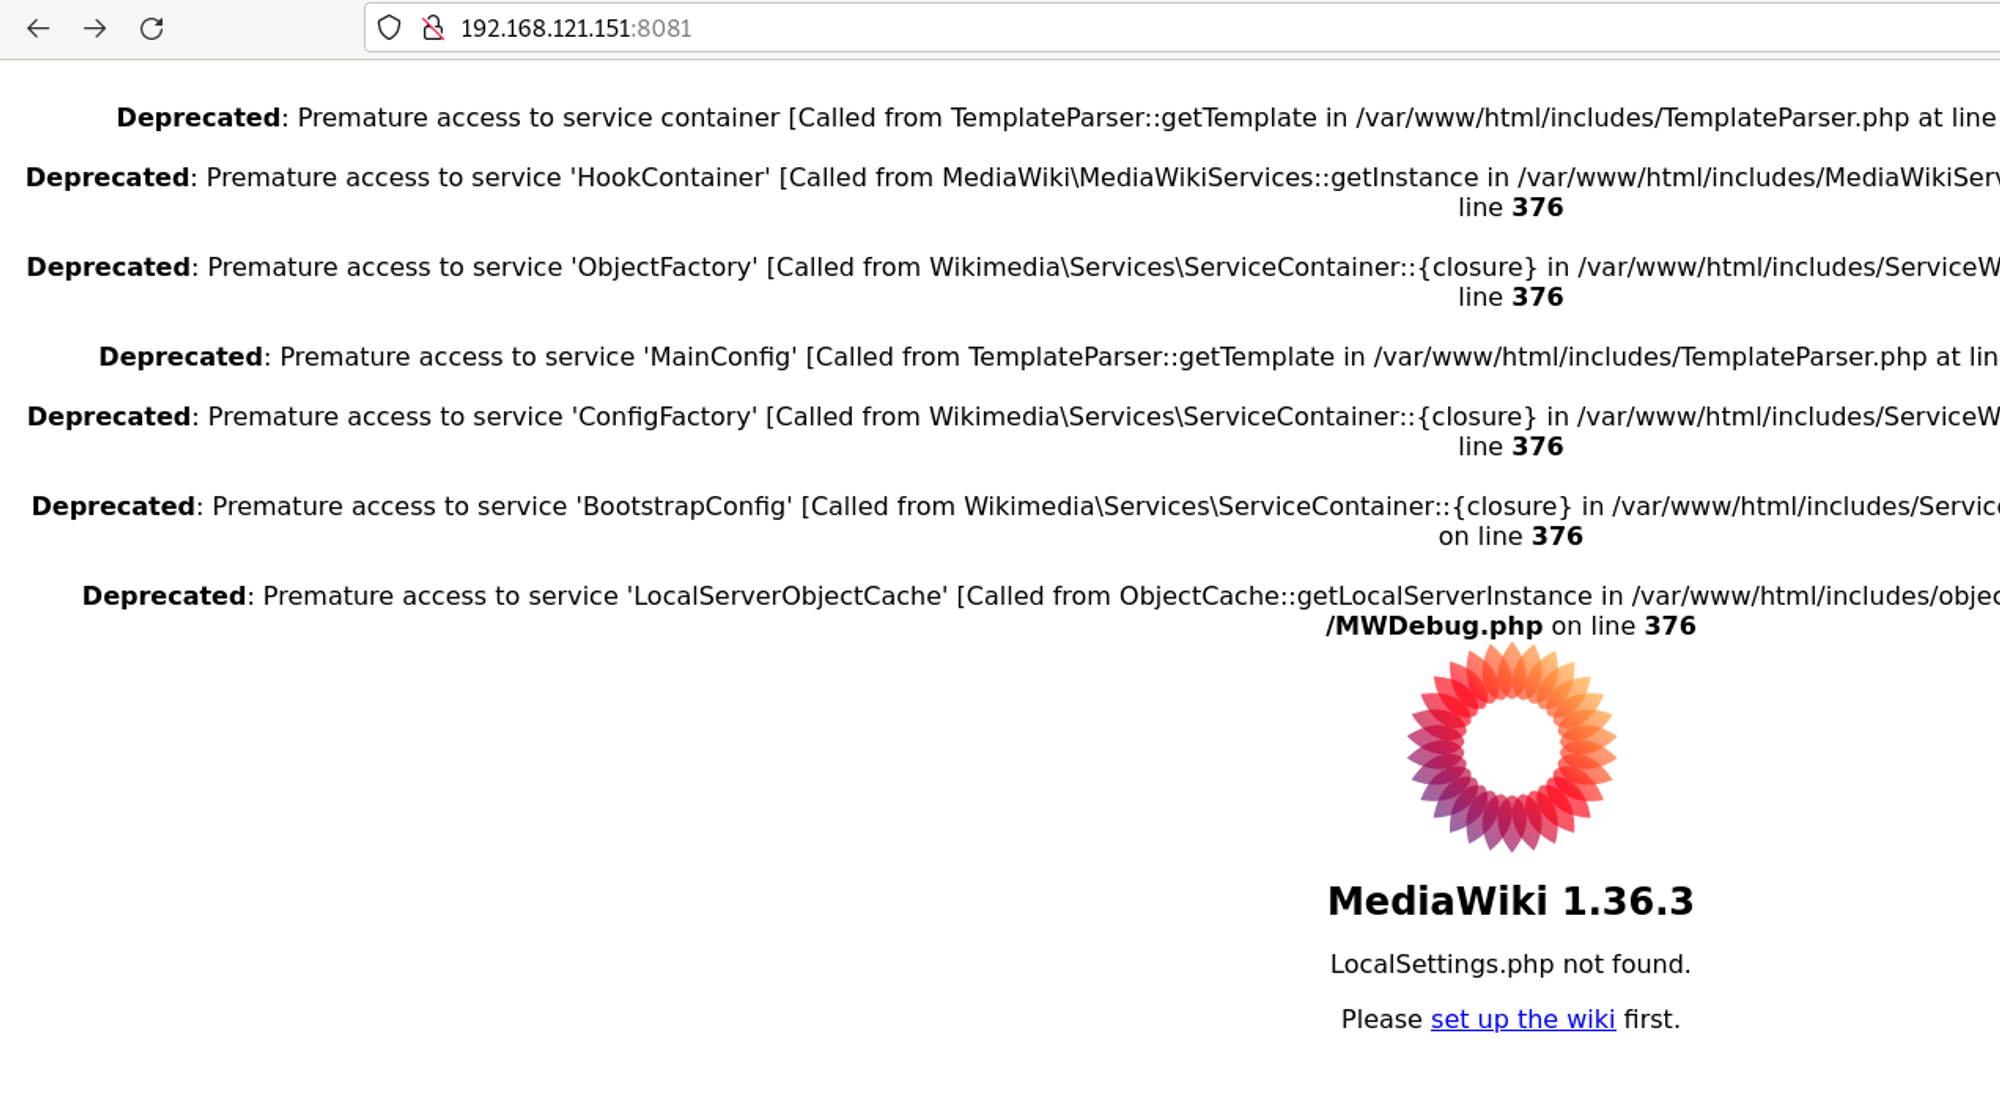 192.168.121.151:8081
Deprecated: Premature access to service container [Called from TemplateParser::getTemplate in /var/www/html/includes/TemplateParser.php at line
Deprecated: Premature access to service 'HookContainer' [Called from MediaWiki\MediaWikiServices::getInstance in /var/www/html/includes/MediaWikiServ
line 376
Deprecated: Premature access to service 'ObjectFactory' [Called from Wikimedia\Services\ServiceContainer::{closure} in /var/www/html/includes/ServiceW
line 376
Deprecated: Premature access to service 'MainConfig' [Called from TemplateParser::getTemplate in /var/www/html/includes/TemplateParser.php at lin
Deprecated: Premature access to service 'ConfigFactory' [Called from Wikimedia\Services\ServiceContainer::{closure} in /var/www/html/includes/ServiceW
line 376
Deprecated: Premature access to service 'BootstrapConfig' [Called from Wikimedia\Services\ServiceContainer::{closure} in /var/www/html/includes/Service
on line 376
Deprecated: Premature access to service 'LocalServerObjectCache' [Called from ObjectCache::getLocalServerInstance in /var/www/html/includes/objec
/MWDebug.php on line 376
MediaWiki 1.36.3
LocalSettings.php not found.
Please set up the wiki first.